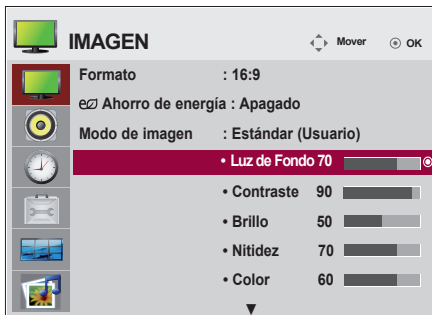 IMAGEN Mover OK
Formato : 16:9
Ahorro de energía : Apagado
Modo de imagen : Estándar (Usuario)
• Luz de Fondo 70
• Contraste 90
• Brillo 50
• Nitidez 70
• Color 60